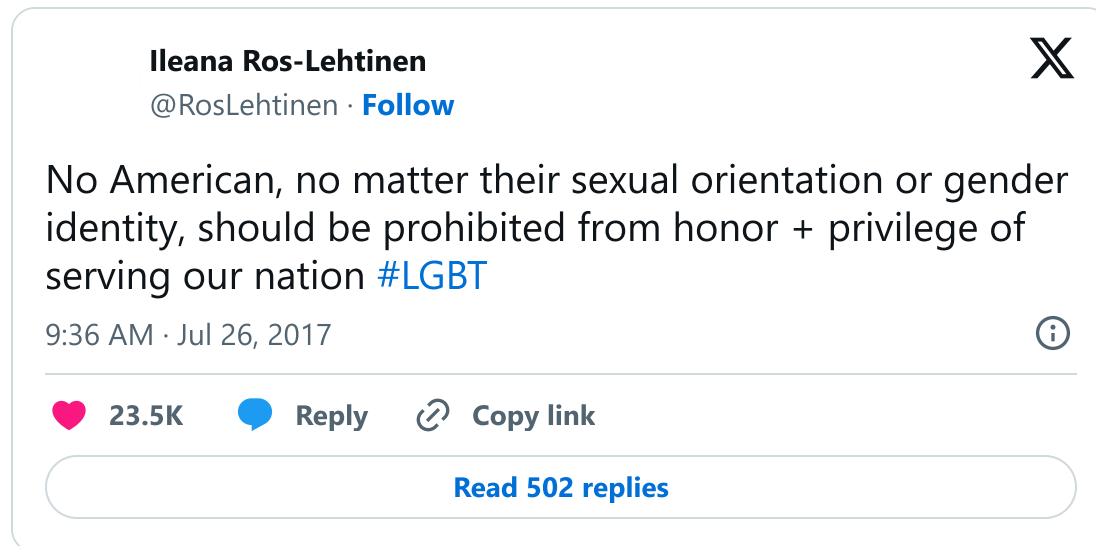 Ileana Ros-Lehtinen
@RosLehtinen · Follow
No American, no matter their sexual orientation or gender
identity, should be prohibited from honor + privilege of
serving our nation #LGBT
9:36 AM · Jul 26, 2017
23.5K Reply Copy link
Read 502 replies